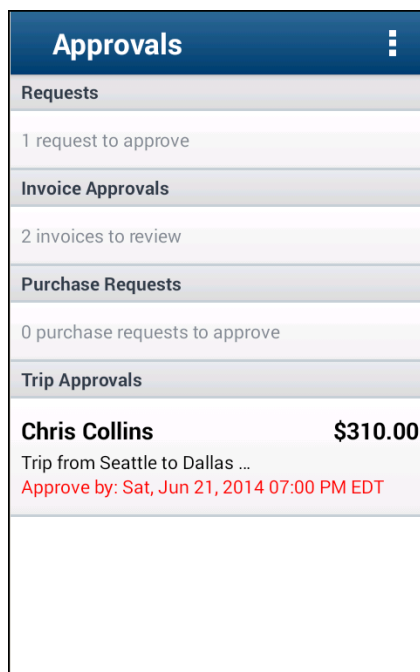 Approvals
Requests
1 request to approve
Invoice Approvals
2 invoices to review
Purchase Requests
0 purchase requests to approve
Trip Approvals
Chris Collins $310.00
Trip from Seattle to Dallas ...
Approve by: Sat, Jun 21, 2014 07:00 PM EDT